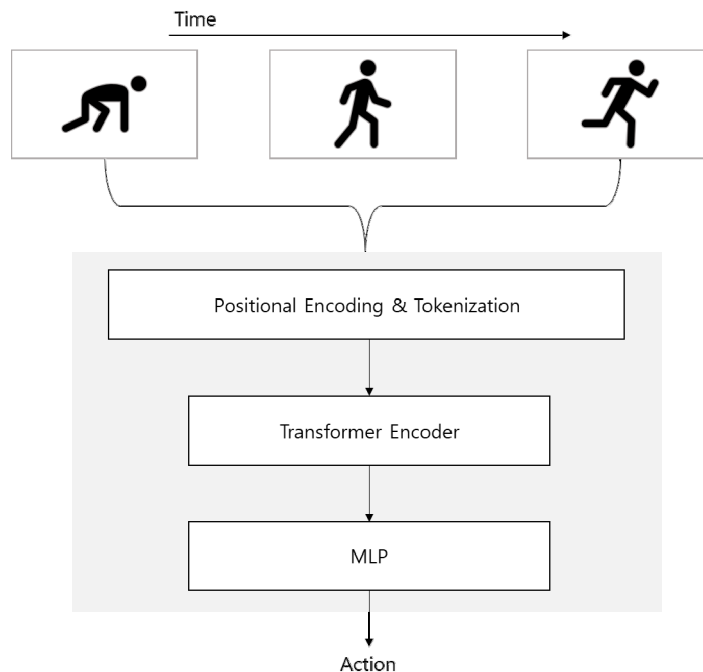 Time
Positional Encoding & Tokenization
Transformer Encoder
MLP
Action